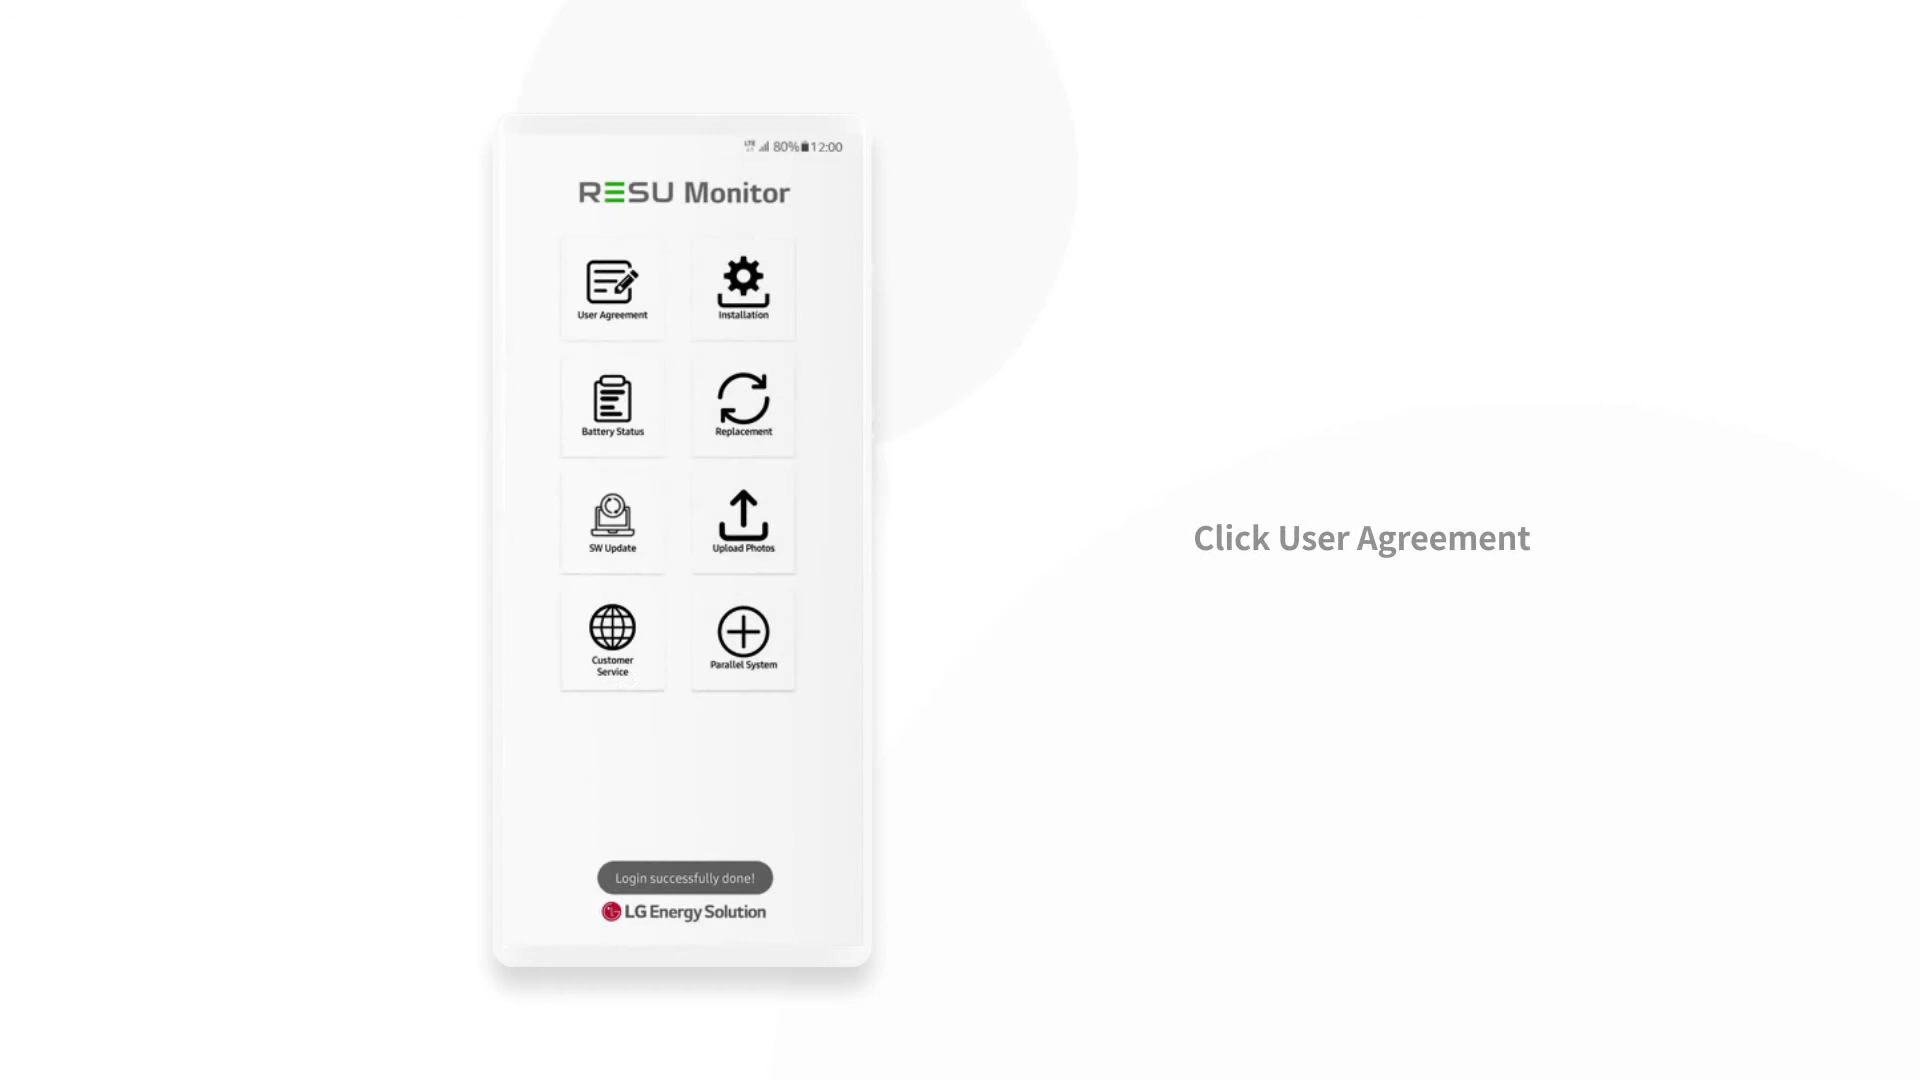 LTE 80% 12:00
RESU Monitor
User Agreement
Installation
Battery Status
Replacement
SW Update
Upload Photos
Customer
Service
Parallel System
Login successfully done!
LG Energy Solution
Click User Agreement